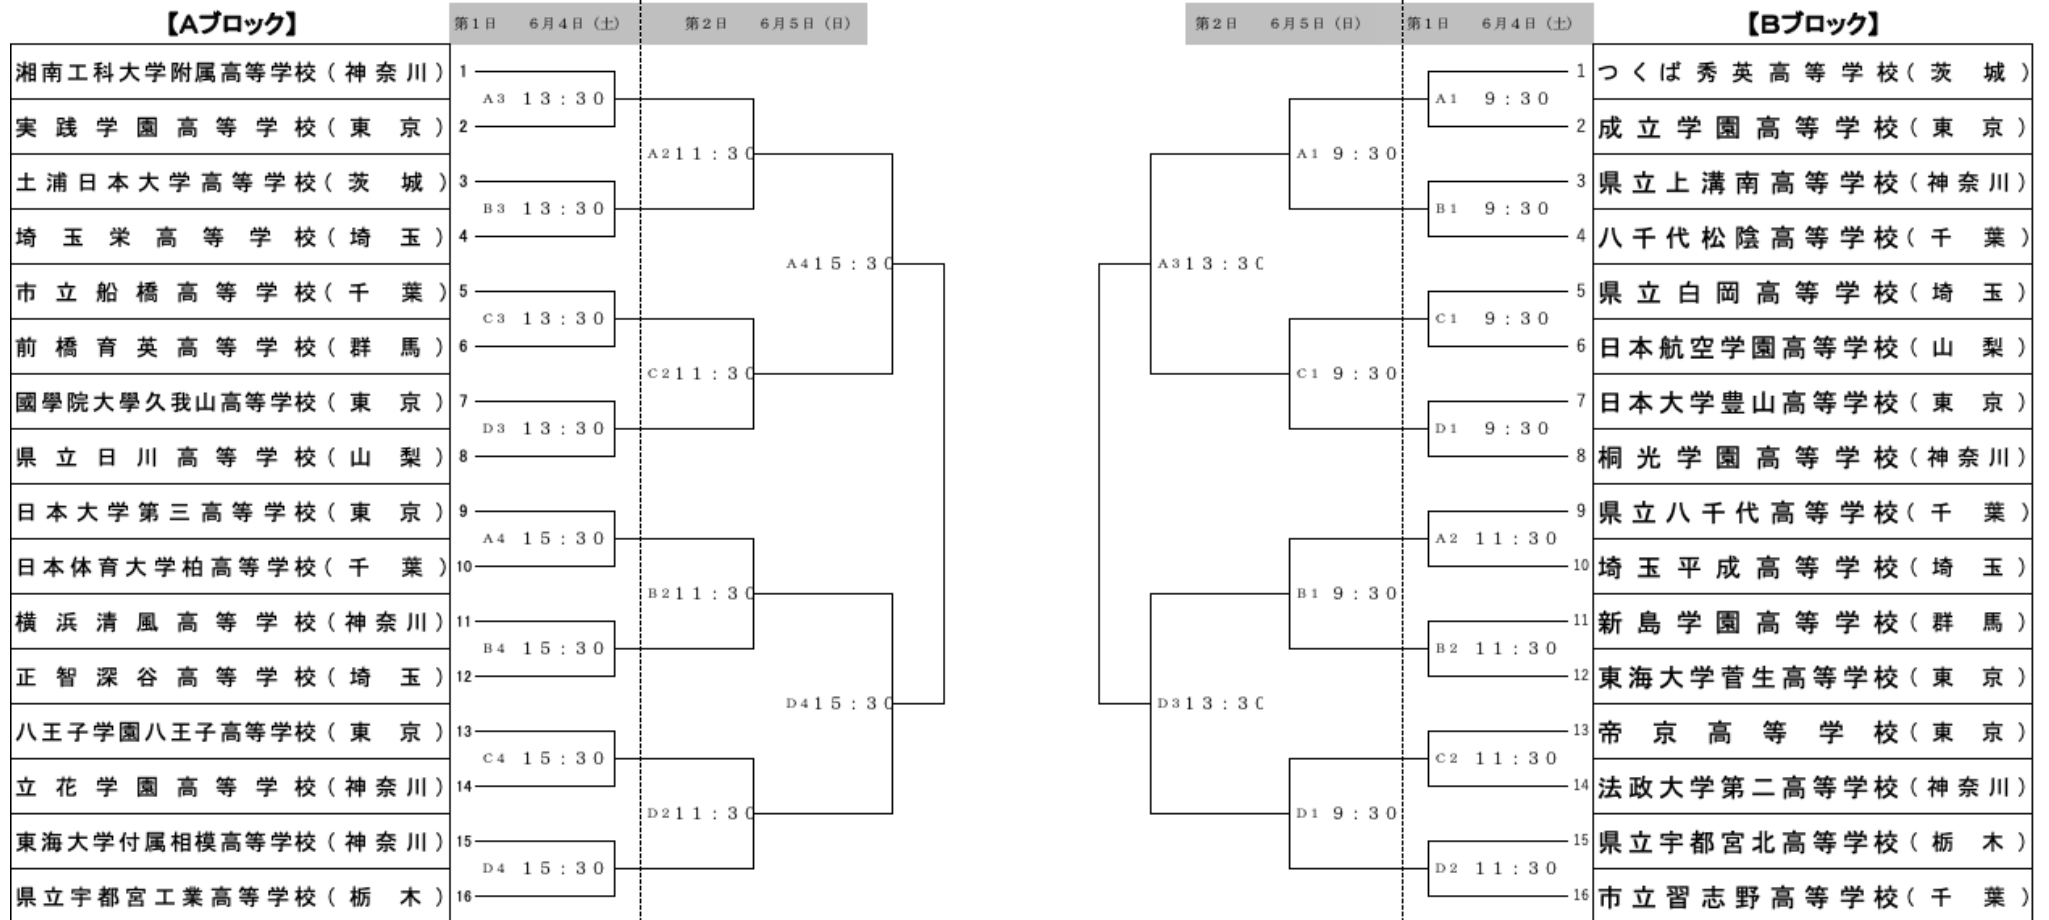 【Aブロック】 第1日 6月4日(土) 第2日 6月5日(日)
湘南工科大学附属高等学校(神奈川) 1
A3 13:30
実践学園高等学校(東京) 2
A2 11:30
土浦日本大学高等学校(茨城) 3
B3 13:30
埼玉栄高等学校(埼玉) 4
A4 15:30
市立船橋高等学校(千葉) 5
C3 13:30
前橋育英高等学校(群馬) 6
C2 11:30
國學院大學久我山高等学校(東京) 7
D3 13:30
県立日川高等学校(山梨) 8
日本大学第三高等学校(東京) 9
A4 15:30
日本体育大学柏高等学校(千葉) 10
B2 11:30
横浜清風高等学校(神奈川) 11
B4 15:30
正智深谷高等学校(埼玉) 12
D4 15:30
八王子学園八王子高等学校(東京) 13
C4 15:30
立花学園高等学校(神奈川) 14
D2 11:30
東海大学付属相模高等学校(神奈川) 15
D4 15:30
県立宇都宮工業高等学校(栃木) 16
第2日 6月5日(日) 第1日 6月4日(土) 【Bブロック】
1 つくば秀英高等学校(茨城)
A1 9:30
2 成立学園高等学校(東京)
A1 9:30
3 県立上溝南高等学校(神奈川)
B1 9:30
4 八千代松陰高等学校(千葉)
A3 13:30
5 県立白岡高等学校(埼玉)
C1 9:30
6 日本航空学園高等学校(山梨)
C1 9:30
7 日本大学豊山高等学校(東京)
D1 9:30
8 桐光学園高等学校(神奈川)
9 県立八千代高等学校(千葉)
A2 11:30
10 埼玉平成高等学校(埼玉)
B1 9:30
11 新島学園高等学校(群馬)
B2 11:30
12 東海大学菅生高等学校(東京)
D3 13:30
13 帝京高等学校(東京)
C2 11:30
14 法政大学第二高等学校(神奈川)
D1 9:30
15 県立宇都宮北高等学校(栃木)
D2 11:30
16 市立習志野高等学校(千葉)